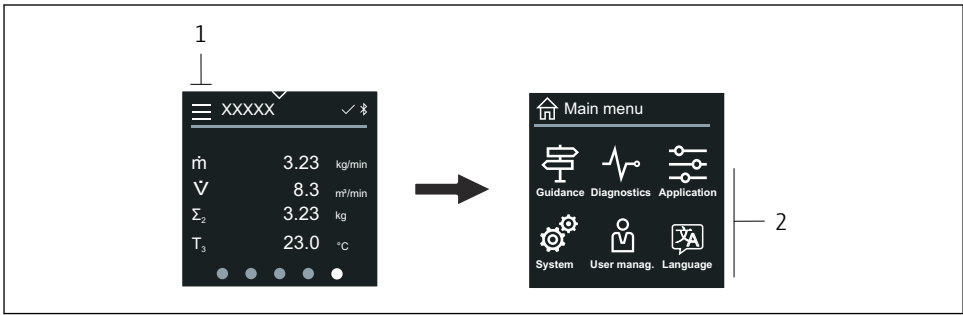 1
XXXXX
ṁ 3.23 kg/min
V̇ 8.3 m³/min
Σ₂ 3.23 kg
T₃ 23.0 °C
Main menu
Guidance Diagnostics Application
System User manag. Language
2